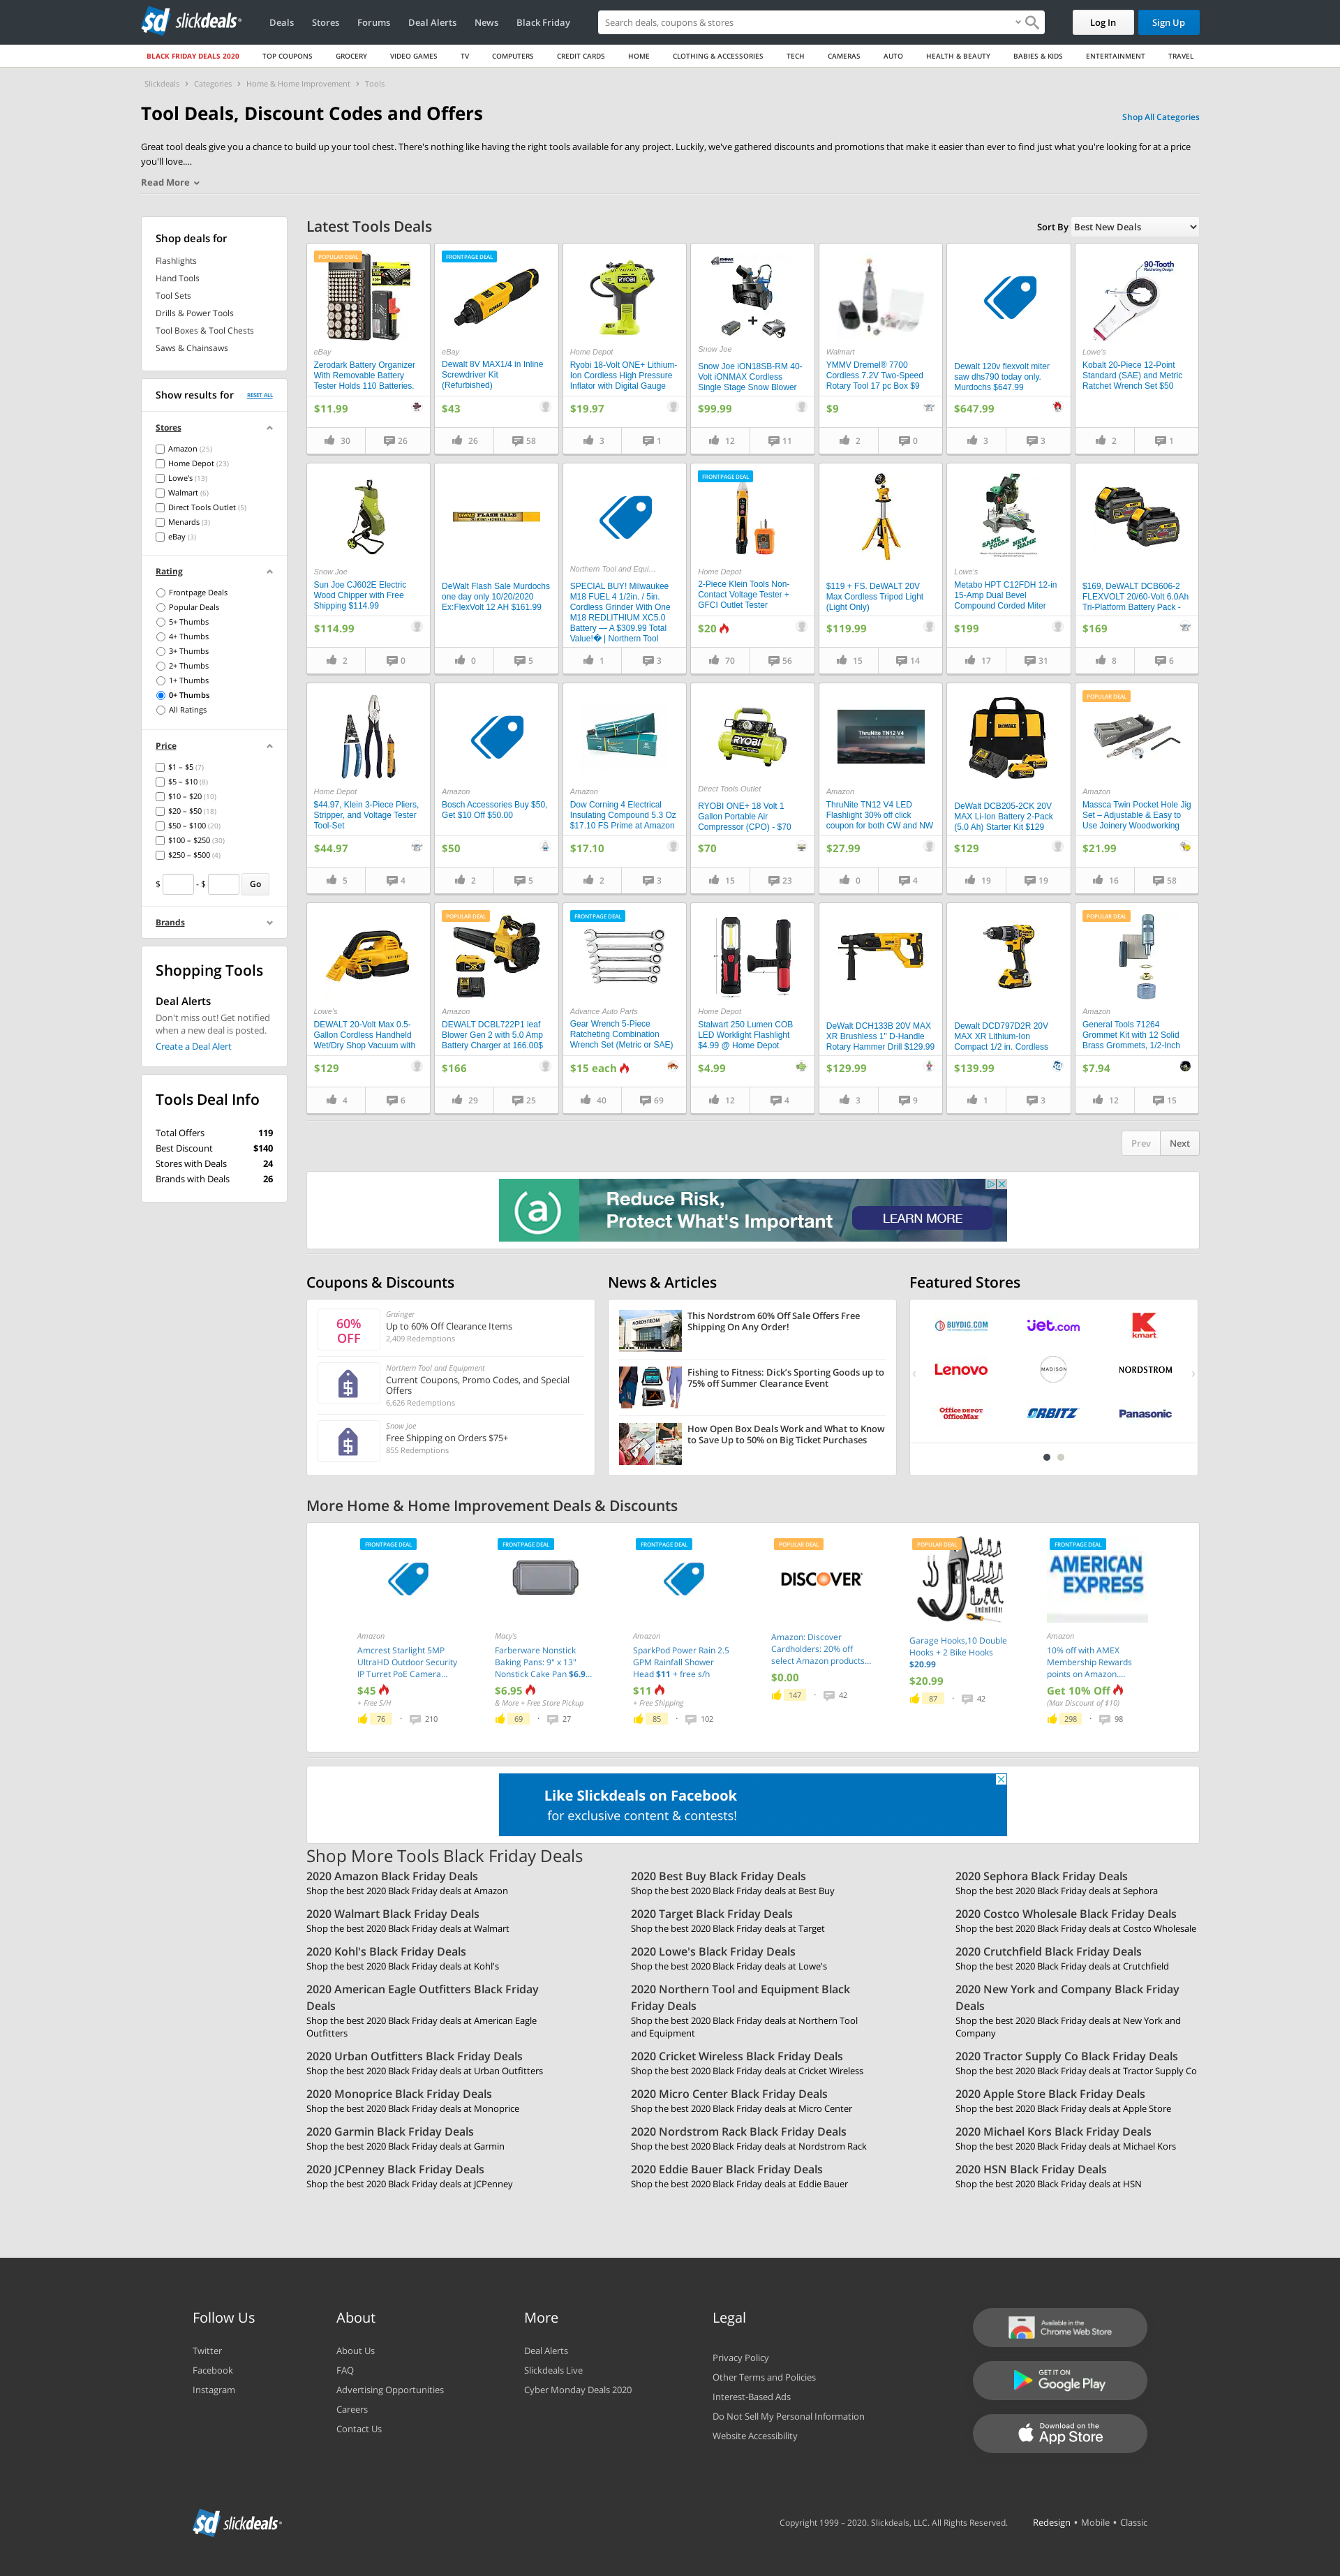 slickdeals
Deals
Stores
Forums
Deal Alerts
News
Black Friday
Search deals, coupons & stores
Log In
Sign Up
BLACK FRIDAY DEALS 2020
TOP COUPONS
GROCERY
VIDEO GAMES
TV
COMPUTERS
CREDIT CARDS
HOME
CLOTHING & ACCESSORIES
TECH
CAMERAS
AUTO
HEALTH & BEAUTY
BABIES & KIDS
ENTERTAINMENT
TRAVEL
Slickdeals › Categories › Home & Home Improvement › Tools
Tool Deals, Discount Codes and Offers
Shop All Categories
Great tool deals give you a chance to build up your tool chest. There's nothing like having the right tools available for any project. Luckily, we've gathered discounts and promotions that make it easier than ever to find just what you're looking for at a price
you'll love....
Read More
Shop deals for
Flashlights
Hand Tools
Tool Sets
Drills & Power Tools
Tool Boxes & Tool Chests
Saws & Chainsaws
Show results for
RESET ALL
Stores
Amazon (25)
Home Depot (23)
Lowe's (13)
Walmart (6)
Direct Tools Outlet (5)
Menards (3)
eBay (3)
Rating
Frontpage Deals
Popular Deals
5+ Thumbs
4+ Thumbs
3+ Thumbs
2+ Thumbs
1+ Thumbs
0+ Thumbs
All Ratings
Price
$1 – $5 (7)
$5 – $10 (8)
$10 – $20 (10)
$20 – $50 (18)
$50 – $100 (20)
$100 – $250 (30)
$250 – $500 (4)
$ - $ Go
Brands
Shopping Tools
Deal Alerts
Don't miss out! Get notified
when a new deal is posted.
Create a Deal Alert
Tools Deal Info
Total Offers 119
Best Discount $140
Stores with Deals 24
Brands with Deals 26
Latest Tools Deals
Sort By Best New Deals
POPULAR DEAL
eBay
Zerodark Battery Organizer
With Removable Battery
Tester Holds 110 Batteries.
$11.99
30
26
FRONTPAGE DEAL
eBay
Dewalt 8V MAX1/4 in Inline
Screwdriver Kit
(Refurbished)
$43
26
58
RYOBI
Home Depot
Ryobi 18-Volt ONE+ Lithium-
Ion Cordless High Pressure
Inflator with Digital Gauge
$19.97
3
1
+
Snow Joe
Snow Joe iON18SB-RM 40-
Volt iONMAX Cordless
Single Stage Snow Blower
$99.99
12
11
Walmart
YMMV Dremel® 7700
Cordless 7.2V Two-Speed
Rotary Tool 17 pc Box $9
$9
2
0
Dewalt 120v flexvolt miter
saw dhs790 today only.
Murdochs $647.99
$647.99
3
3
90-Tooth
Lowe's
Kobalt 20-Piece 12-Point
Standard (SAE) and Metric
Ratchet Wrench Set $50
2
1
Snow Joe
Sun Joe CJ602E Electric
Wood Chipper with Free
Shipping $114.99
$114.99
2
0
FLASH SALE
DeWalt Flash Sale Murdochs
one day only 10/20/2020
Ex:FlexVolt 12 AH $161.99
0
5
Northern Tool and Equi...
SPECIAL BUY! Milwaukee
M18 FUEL 4 1/2in. / 5in.
Cordless Grinder With One
M18 REDLITHIUM XC5.0
Battery — A $309.99 Total
Value!� | Northern Tool
1
3
FRONTPAGE DEAL
Home Depot
2-Piece Klein Tools Non-
Contact Voltage Tester +
GFCI Outlet Tester
$20
70
56
$119 + FS. DeWALT 20V
Max Cordless Tripod Light
(Light Only)
$119.99
15
14
SAME TOOLS NEW NAME
Lowe's
Metabo HPT C12FDH 12-in
15-Amp Dual Bevel
Compound Corded Miter
$199
17
31
$169, DeWALT DCB606-2
FLEXVOLT 20/60-Volt 6.0Ah
Tri-Platform Battery Pack -
$169
8
6
Home Depot
$44.97, Klein 3-Piece Pliers,
Stripper, and Voltage Tester
Tool-Set
$44.97
5
4
Amazon
Bosch Accessories Buy $50,
Get $10 Off $50.00
$50
2
5
Amazon
Dow Corning 4 Electrical
Insulating Compound 5.3 Oz
$17.10 FS Prime at Amazon
$17.10
2
3
RYOBI
Direct Tools Outlet
RYOBI ONE+ 18 Volt 1
Gallon Portable Air
Compressor (CPO) - $70
$70
15
23
ThruNite TN12 V4
Amazon
ThruNite TN12 V4 LED
Flashlight 30% off click
coupon for both CW and NW
$27.99
0
4
DEWALT
DeWalt DCB205-2CK 20V
MAX Li-Ion Battery 2-Pack
(5.0 Ah) Starter Kit $129
$129
19
19
POPULAR DEAL
Amazon
Massca Twin Pocket Hole Jig
Set – Adjustable & Easy to
Use Joinery Woodworking
$21.99
16
58
Lowe's
DEWALT 20-Volt Max 0.5-
Gallon Cordless Handheld
Wet/Dry Shop Vacuum with
$129
4
6
POPULAR DEAL
Amazon
DEWALT DCBL722P1 leaf
Blower Gen 2 with 5.0 Amp
Battery Charger at 166.00$
$166
29
25
FRONTPAGE DEAL
Advance Auto Parts
Gear Wrench 5-Piece
Ratcheting Combination
Wrench Set (Metric or SAE)
$15 each
40
69
Home Depot
Stalwart 250 Lumen COB
LED Worklight Flashlight
$4.99 @ Home Depot
$4.99
12
4
DeWalt DCH133B 20V MAX
XR Brushless 1" D-Handle
Rotary Hammer Drill $129.99
$129.99
3
9
Dewalt DCD797D2R 20V
MAX XR Lithium-Ion
Compact 1/2 in. Cordless
$139.99
1
3
POPULAR DEAL
Amazon
General Tools 71264
Grommet Kit with 12 Solid
Brass Grommets, 1/2-Inch
$7.94
12
15
Prev
Next
Reduce Risk,
Protect What's Important
LEARN MORE
Coupons & Discounts
60%
OFF
Grainger
Up to 60% Off Clearance Items
2,409 Redemptions
Northern Tool and Equipment
Current Coupons, Promo Codes, and Special
Offers
6,626 Redemptions
Snow Joe
Free Shipping on Orders $75+
855 Redemptions
News & Articles
NORDSTROM
This Nordstrom 60% Off Sale Offers Free
Shipping On Any Order!
Fishing to Fitness: Dick's Sporting Goods up to
75% off Summer Clearance Event
How Open Box Deals Work and What to Know
to Save Up to 50% on Big Ticket Purchases
Featured Stores
BUYDIG.COM
jet.com
kmart
Lenovo
MADISON
NORDSTROM
Office DEPOT
OfficeMax
ORBITZ
Panasonic
More Home & Home Improvement Deals & Discounts
FRONTPAGE DEAL
Amazon
Amcrest Starlight 5MP
UltraHD Outdoor Security
IP Turret PoE Camera...
$45
+ Free S/H
76 · 210
FRONTPAGE DEAL
Macy's
Farberware Nonstick
Baking Pans: 9" x 13"
Nonstick Cake Pan $6.9...
$6.95
& More + Free Store Pickup
69 · 27
FRONTPAGE DEAL
Amazon
SparkPod Power Rain 2.5
GPM Rainfall Shower
Head $11 + free s/h
$11
+ Free Shipping
85 · 102
POPULAR DEAL
DISCOVER
Amazon: Discover
Cardholders: 20% off
select Amazon products...
$0.00
147 · 42
POPULAR DEAL
Garage Hooks,10 Double
Hooks + 2 Bike Hooks
$20.99
$20.99
87 · 42
FRONTPAGE DEAL
AMERICAN
EXPRESS
Amazon
10% off with AMEX
Membership Rewards
points on Amazon....
Get 10% Off
(Max Discount of $10)
298 · 98
Like Slickdeals on Facebook
for exclusive content & contests!
Shop More Tools Black Friday Deals
2020 Amazon Black Friday Deals
Shop the best 2020 Black Friday deals at Amazon
2020 Best Buy Black Friday Deals
Shop the best 2020 Black Friday deals at Best Buy
2020 Sephora Black Friday Deals
Shop the best 2020 Black Friday deals at Sephora
2020 Walmart Black Friday Deals
Shop the best 2020 Black Friday deals at Walmart
2020 Target Black Friday Deals
Shop the best 2020 Black Friday deals at Target
2020 Costco Wholesale Black Friday Deals
Shop the best 2020 Black Friday deals at Costco Wholesale
2020 Kohl's Black Friday Deals
Shop the best 2020 Black Friday deals at Kohl's
2020 Lowe's Black Friday Deals
Shop the best 2020 Black Friday deals at Lowe's
2020 Crutchfield Black Friday Deals
Shop the best 2020 Black Friday deals at Crutchfield
2020 American Eagle Outfitters Black Friday
Deals
Shop the best 2020 Black Friday deals at American Eagle
Outfitters
2020 Northern Tool and Equipment Black
Friday Deals
Shop the best 2020 Black Friday deals at Northern Tool
and Equipment
2020 New York and Company Black Friday
Deals
Shop the best 2020 Black Friday deals at New York and
Company
2020 Urban Outfitters Black Friday Deals
Shop the best 2020 Black Friday deals at Urban Outfitters
2020 Cricket Wireless Black Friday Deals
Shop the best 2020 Black Friday deals at Cricket Wireless
2020 Tractor Supply Co Black Friday Deals
Shop the best 2020 Black Friday deals at Tractor Supply Co
2020 Monoprice Black Friday Deals
Shop the best 2020 Black Friday deals at Monoprice
2020 Micro Center Black Friday Deals
Shop the best 2020 Black Friday deals at Micro Center
2020 Apple Store Black Friday Deals
Shop the best 2020 Black Friday deals at Apple Store
2020 Garmin Black Friday Deals
Shop the best 2020 Black Friday deals at Garmin
2020 Nordstrom Rack Black Friday Deals
Shop the best 2020 Black Friday deals at Nordstrom Rack
2020 Michael Kors Black Friday Deals
Shop the best 2020 Black Friday deals at Michael Kors
2020 JCPenney Black Friday Deals
Shop the best 2020 Black Friday deals at JCPenney
2020 Eddie Bauer Black Friday Deals
Shop the best 2020 Black Friday deals at Eddie Bauer
2020 HSN Black Friday Deals
Shop the best 2020 Black Friday deals at HSN
Follow Us
Twitter
Facebook
Instagram
About
About Us
FAQ
Advertising Opportunities
Careers
Contact Us
More
Deal Alerts
Slickdeals Live
Cyber Monday Deals 2020
Legal
Privacy Policy
Other Terms and Policies
Interest-Based Ads
Do Not Sell My Personal Information
Website Accessibility
Available in the
Chrome Web Store
GET IT ON
Google Play
Download on the
App Store
slickdeals
Copyright 1999 – 2020. Slickdeals, LLC. All Rights Reserved.
Redesign • Mobile • Classic